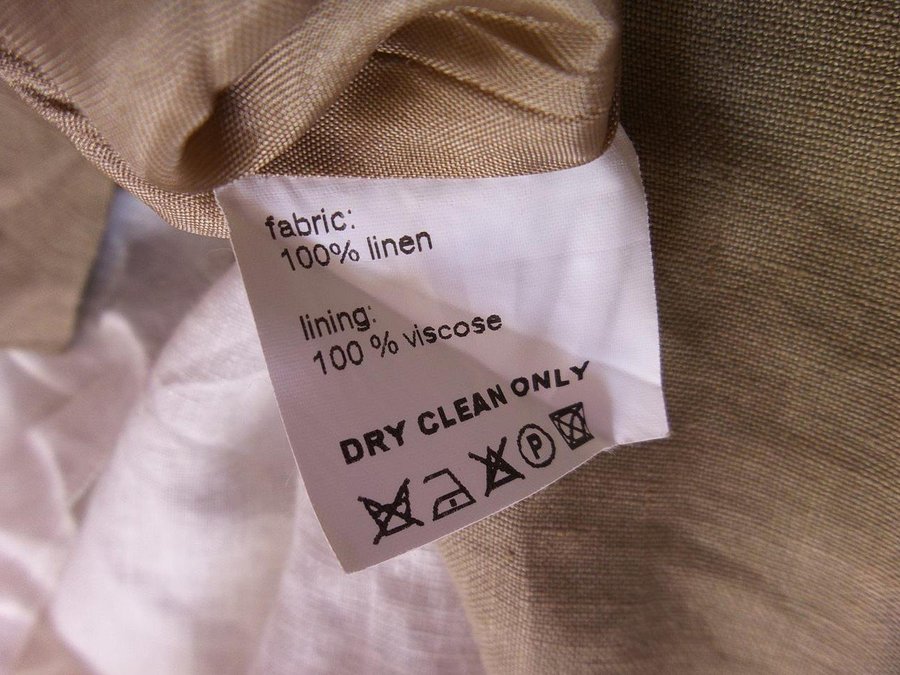 fabric:
100% linen
lining:
100 % viscose
DRY CLEAN ONLY
P